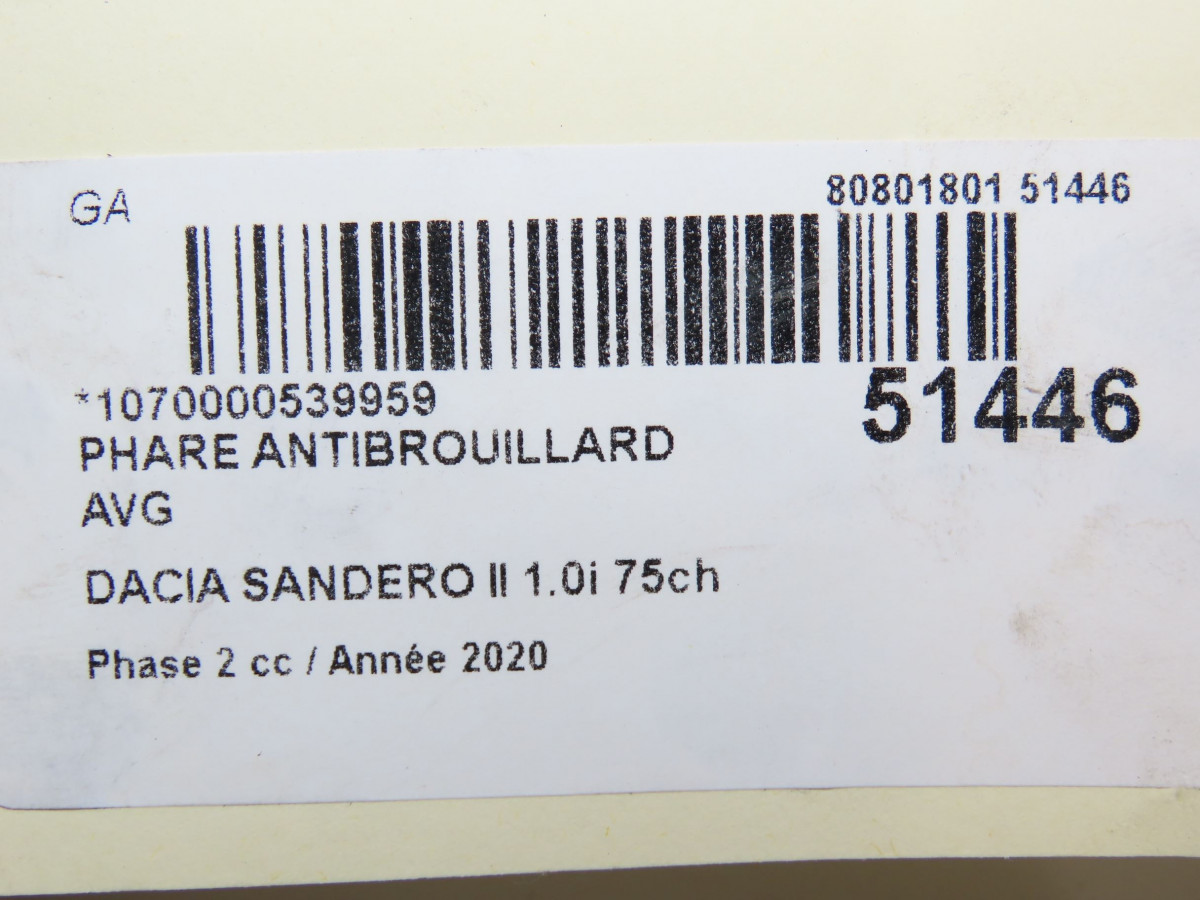 GA
80801801 51446
*1070000539959
51446
PHARE ANTIBROUILLARD
AVG
DACIA SANDERO II 1.0i 75ch
Phase 2 cc / Année 2020